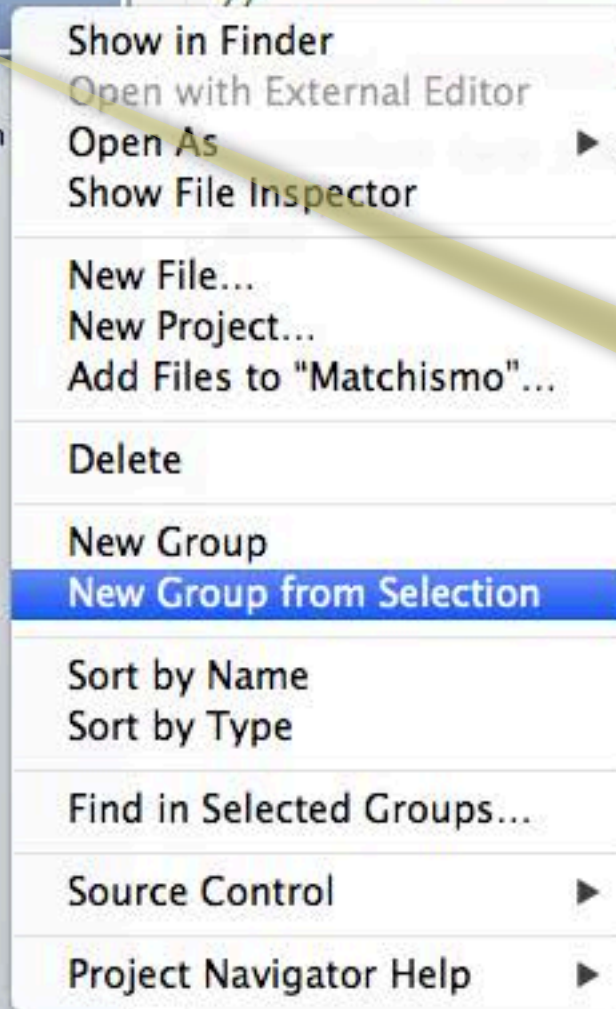 Show in Finder
Open with External Editor
Open As
Show File Inspector
New File...
New Project...
Add Files to “Matchismo”...
Delete
New Group
New Group from Selection
Sort by Name
Sort by Type
Find in Selected Groups...
Source Control
Project Navigator Help